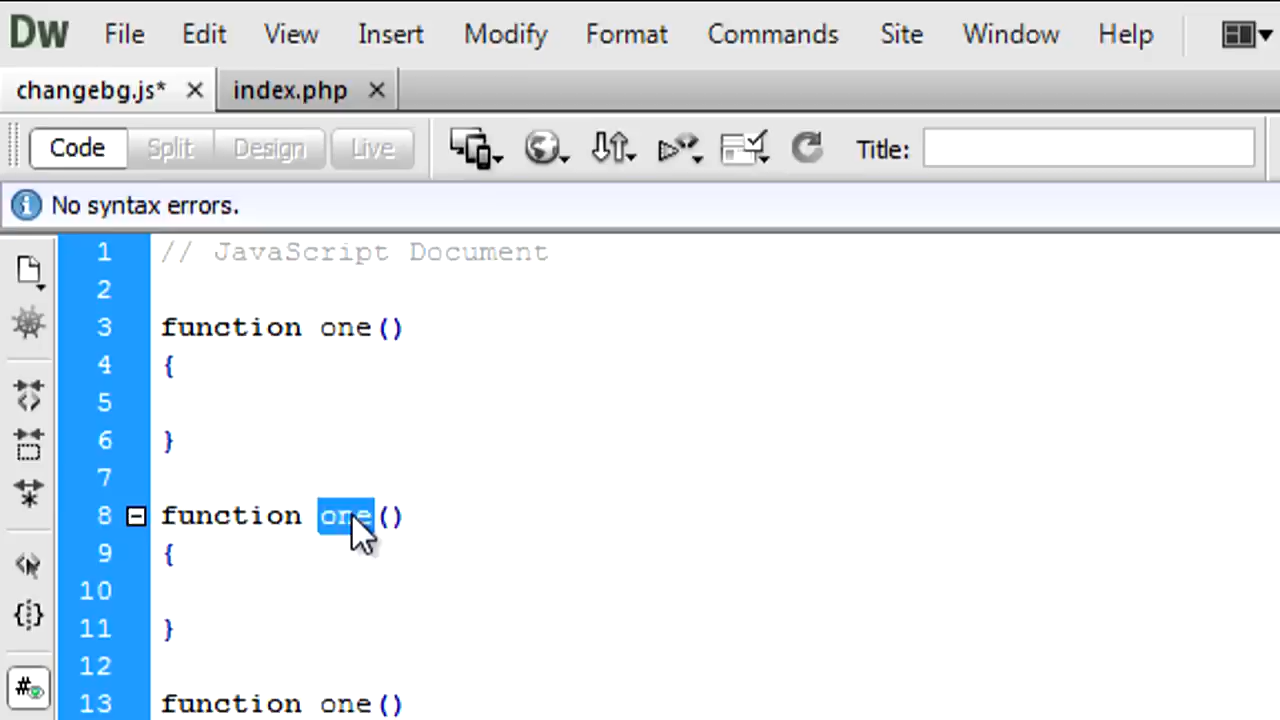 Dw File Edit View Insert Modify Format Commands Site Window Help
changebg.js* index.php
Code Split Design Live Title:
No syntax errors.
1 // JavaScript Document
2
3 function one()
4 {
5
6 }
7
8 function one()
9 {
10
11 }
12
13 function one()